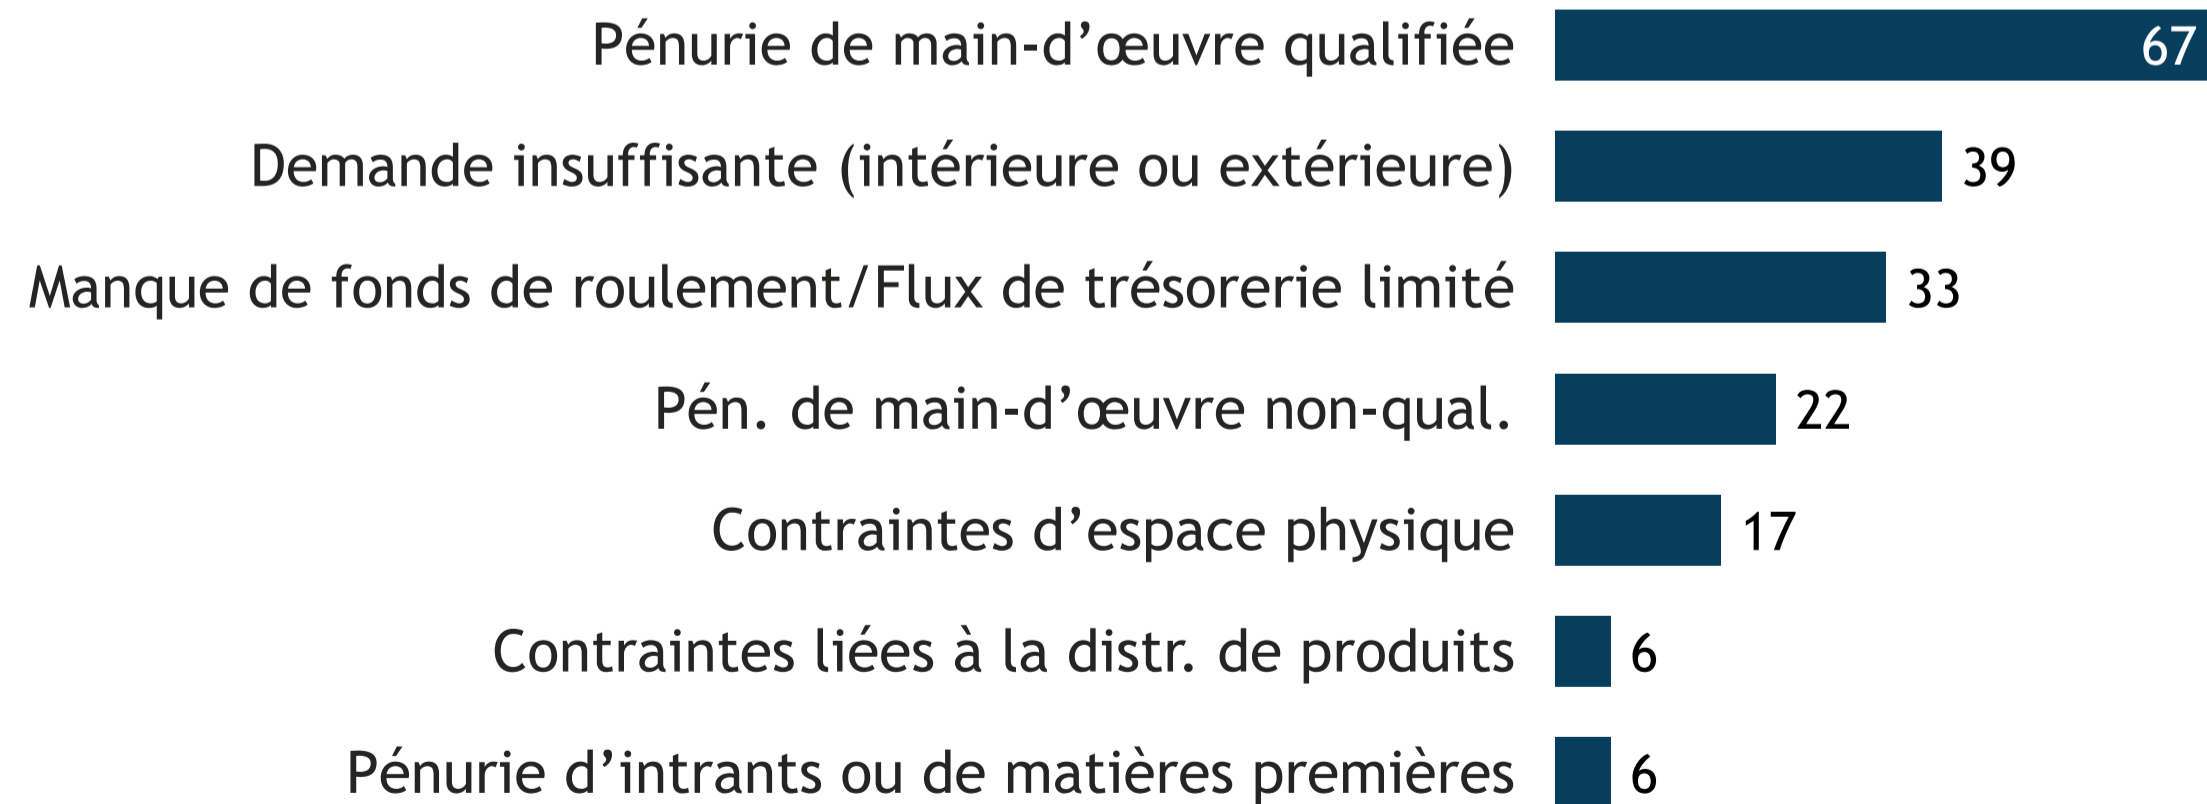 Pénurie de main-d’œuvre qualifiée 67
Demande insuffisante (intérieure ou extérieure) 39
Manque de fonds de roulement/Flux de trésorerie limité 33
Pén. de main-d’œuvre non-qual. 22
Contraintes d’espace physique 17
Contraintes liées à la distr. de produits 6
Pénurie d’intrants ou de matières premières 6